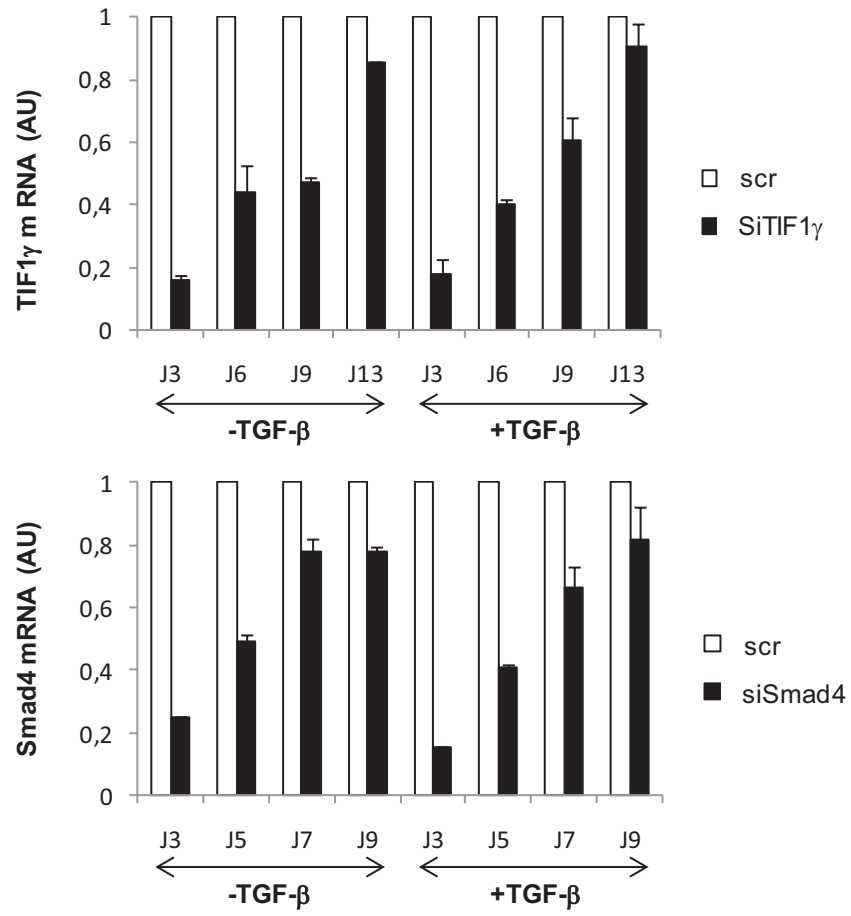 TIF1γ m RNA (AU)
1
0,8
0,6
0,4
0,2
0
J3 J6 J9 J13 J3 J6 J9 J13
-TGF-β +TGF-β
scr
SiTIF1γ
Smad4 mRNA (AU)
1
0,8
0,6
0,4
0,2
0
J3 J5 J7 J9 J3 J5 J7 J9
-TGF-β +TGF-β
scr
siSmad4